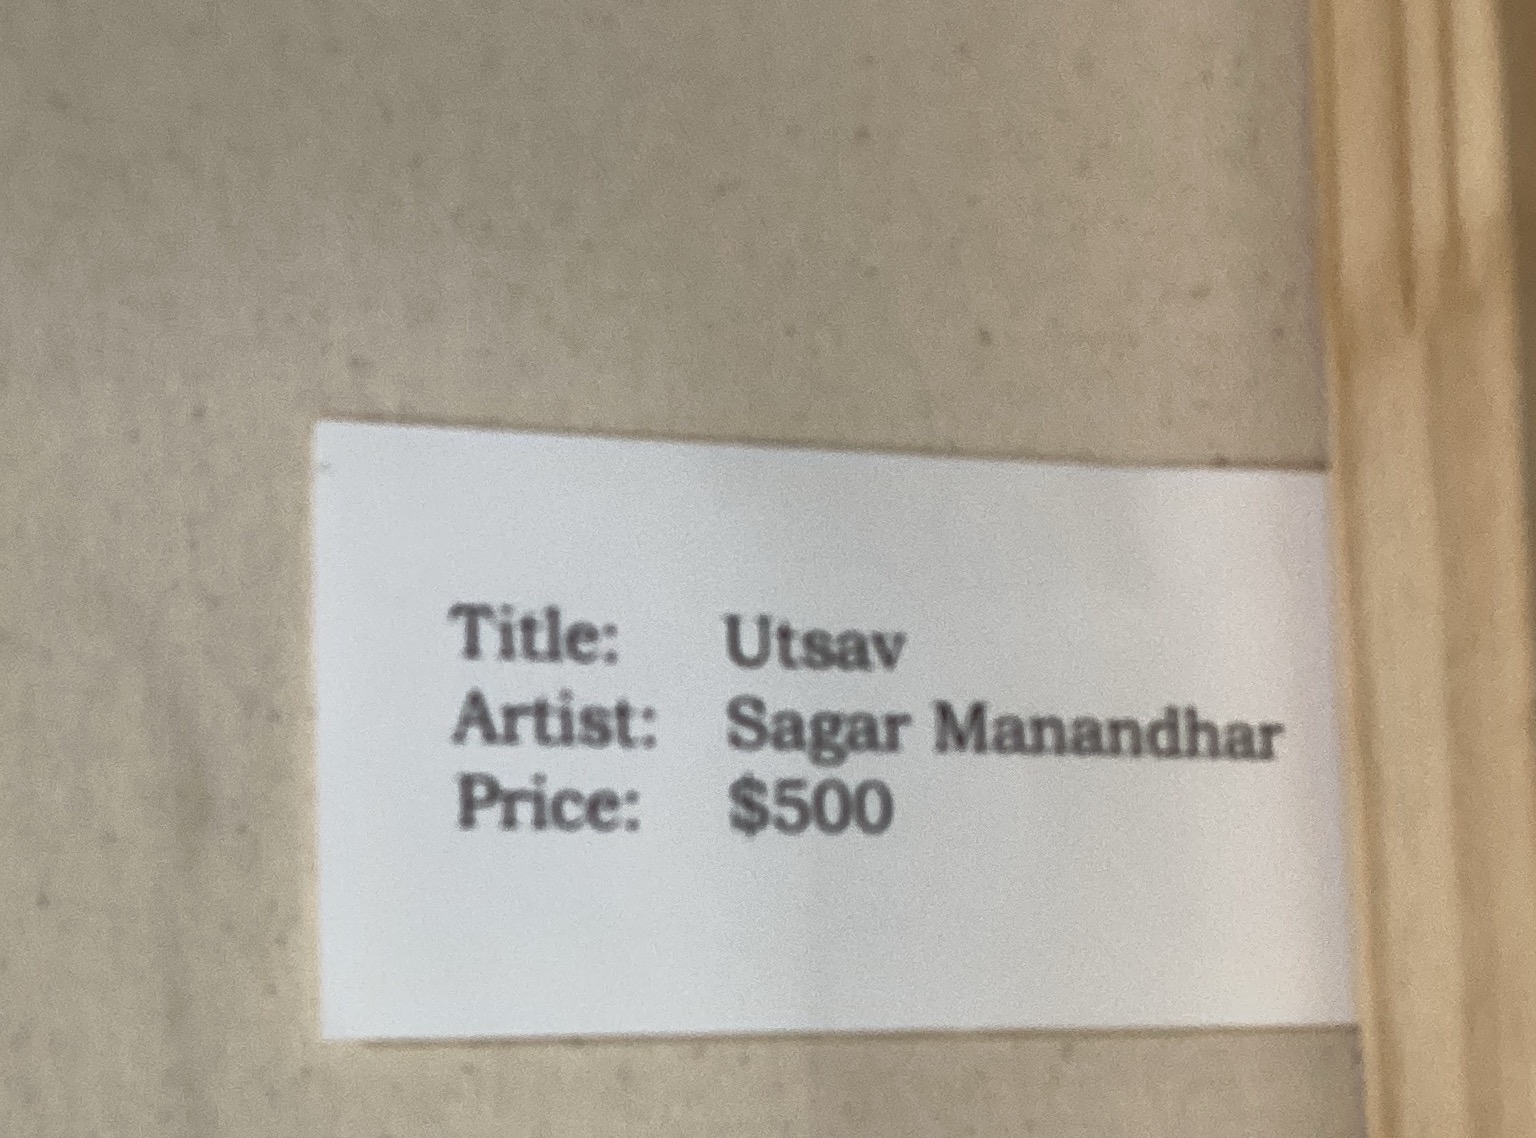 Title: Utsav
Artist: Sagar Manandhar
Price: $500